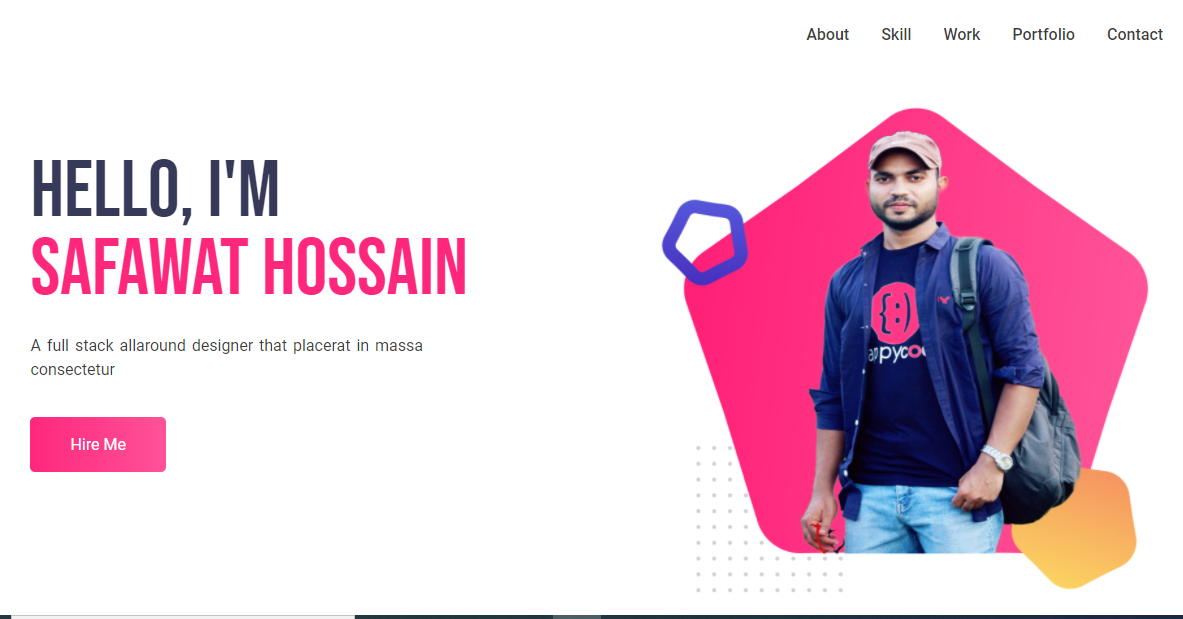 About Skill Work Portfolio Contact
HELLO, I'M
SAFAWAT HOSSAIN
A full stack allaround designer that placerat in massa
consectetur
Hire Me
{:)